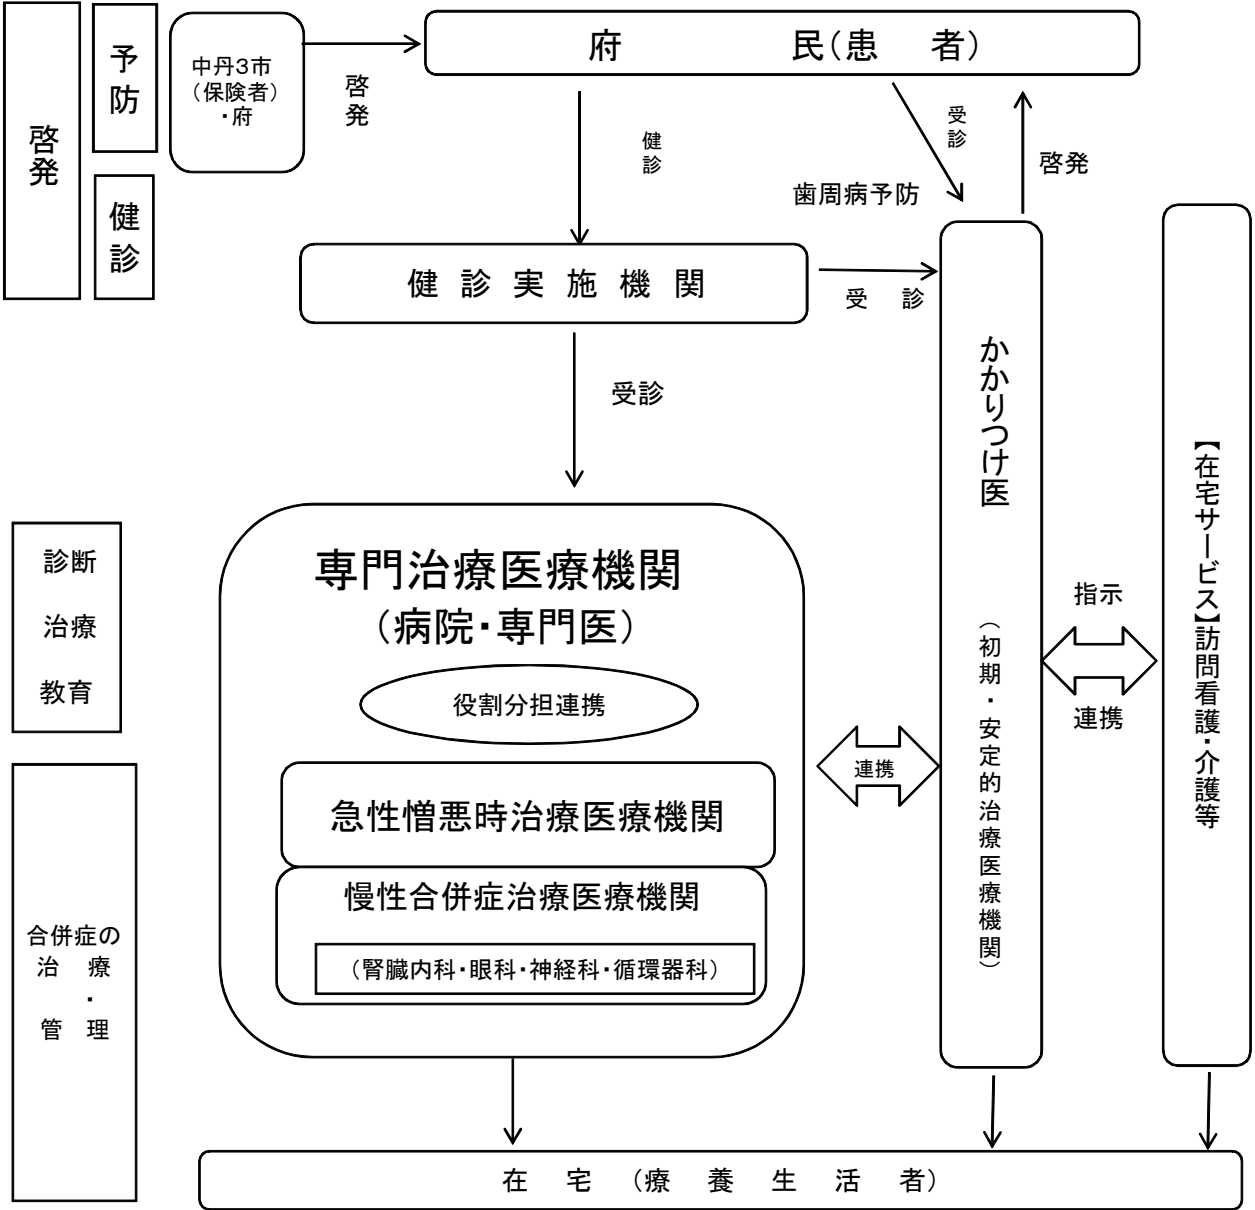 啓発
予防
健診
中丹3市
（保険者）
・府
啓発
府　民（患　者）
健診
受診
歯周病予防
啓発
健診実施機関
受　診
受診
かかりつけ医
（初期・安定的治療医療機関）
【在宅サービス】訪問看護・介護等
診断
治療
教育
専門治療医療機関
（病院・専門医）
役割分担連携
急性憎悪時治療医療機関
慢性合併症治療医療機関
（腎臓内科・眼科・神経科・循環器科）
連携
指示
連携
合併症の
治　療
・
管　理
在　宅　（療　養　生　活　者）